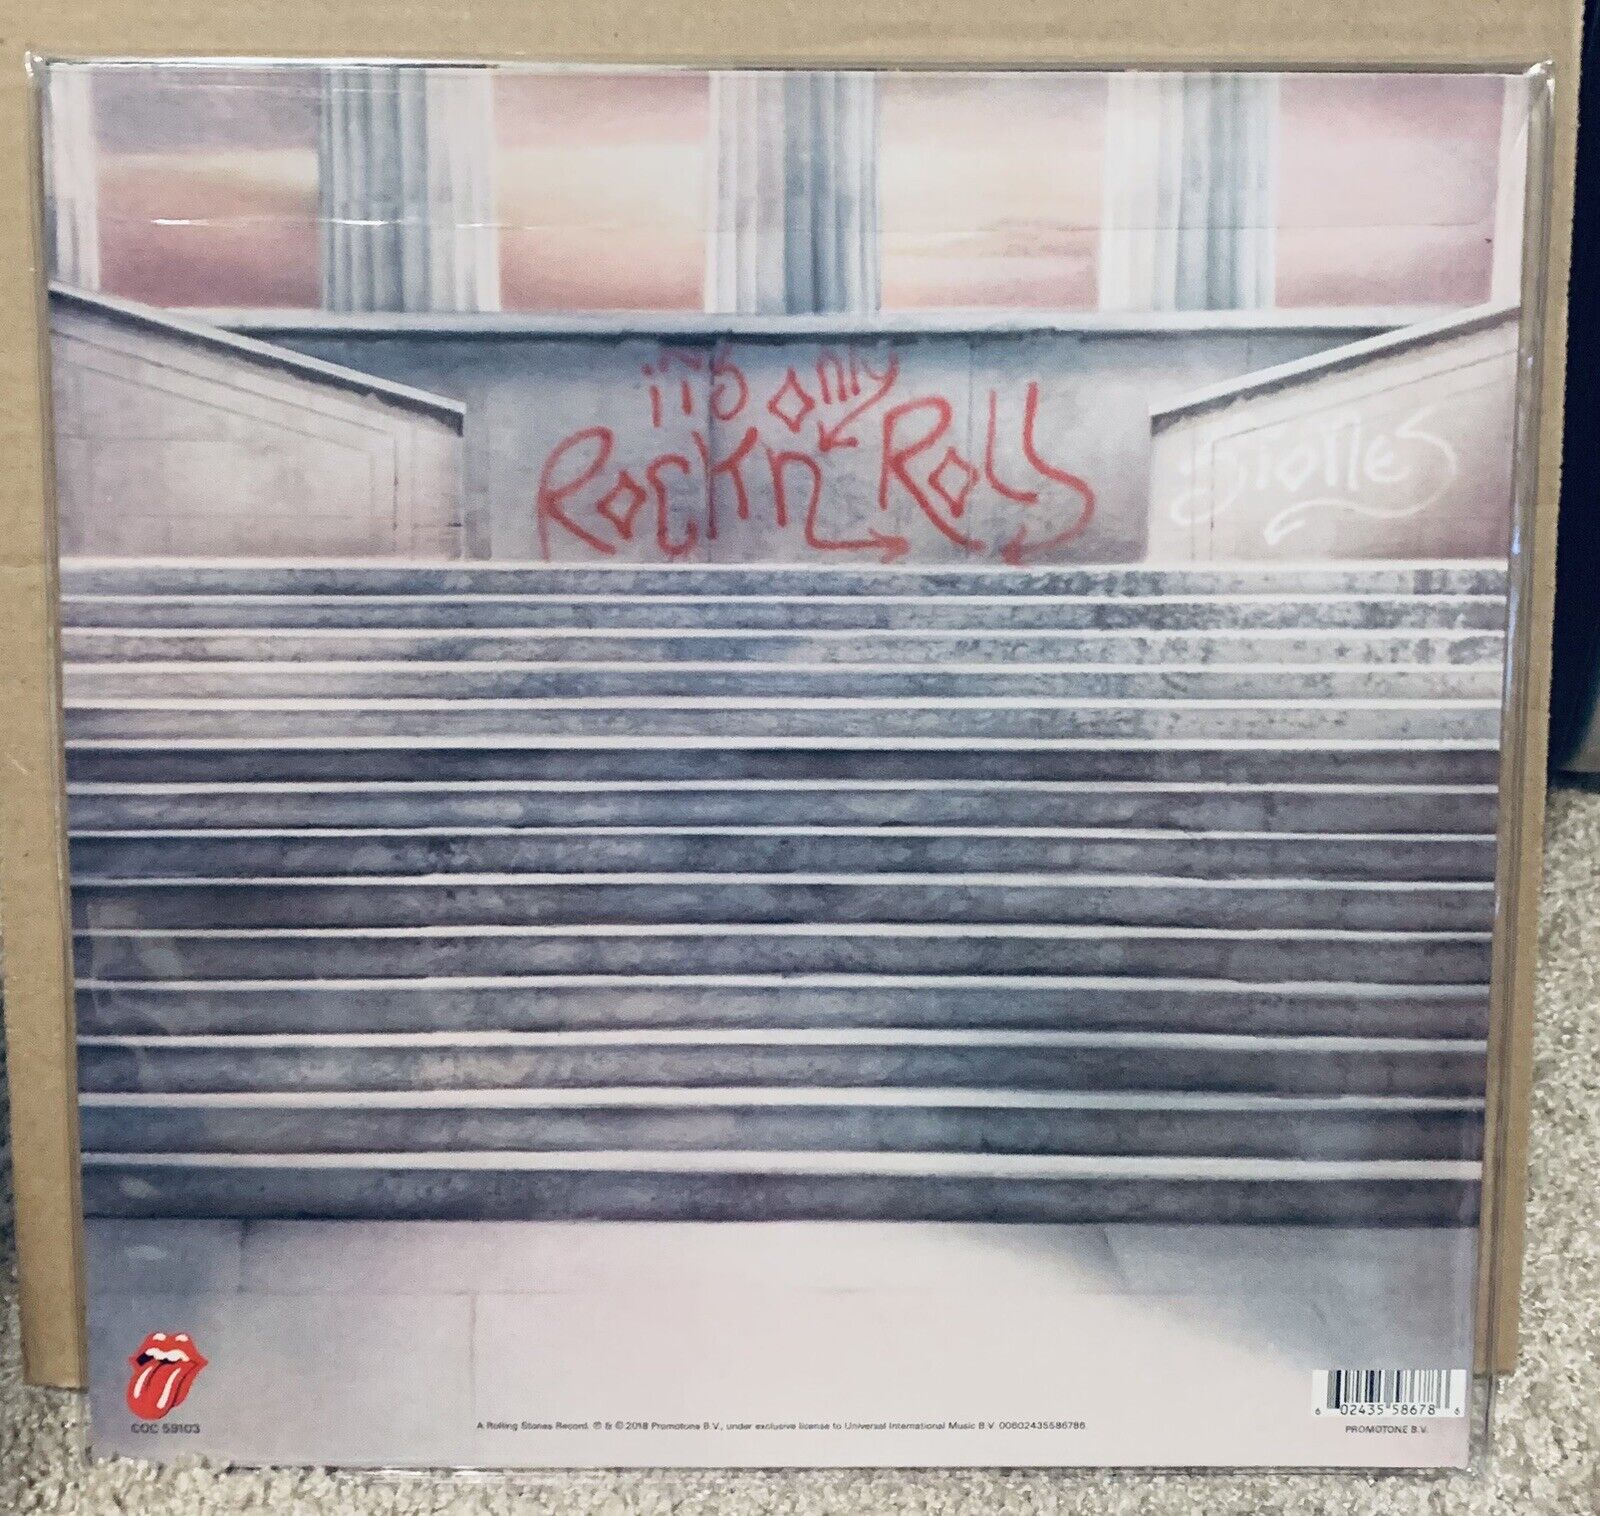 iTS only
Rock n Roll
Stones
COC 59103
A Rolling Stones Record. ℗ & © 2018 Promotone B.V., under exclusive license to Universal International Music B.V. 00602435586786
6 02435 58678 6
PROMOTONE B.V.